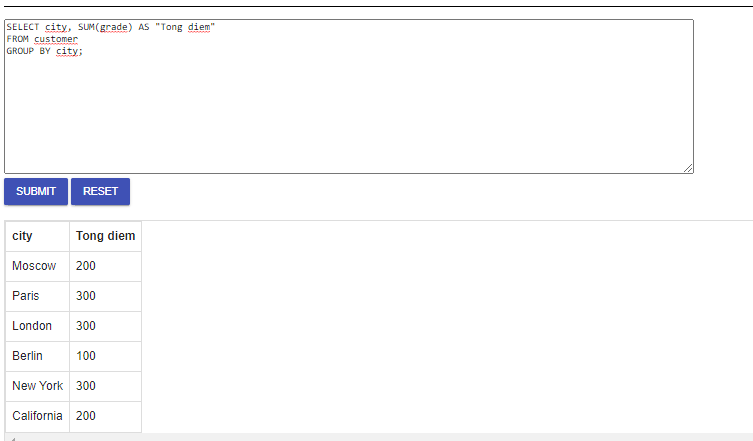 SELECT city, SUM(grade) AS "Tong diem"
FROM customer
GROUP BY city;
SUBMIT RESET
city Tong diem
Moscow 200
Paris 300
London 300
Berlin 100
New York 300
California 200